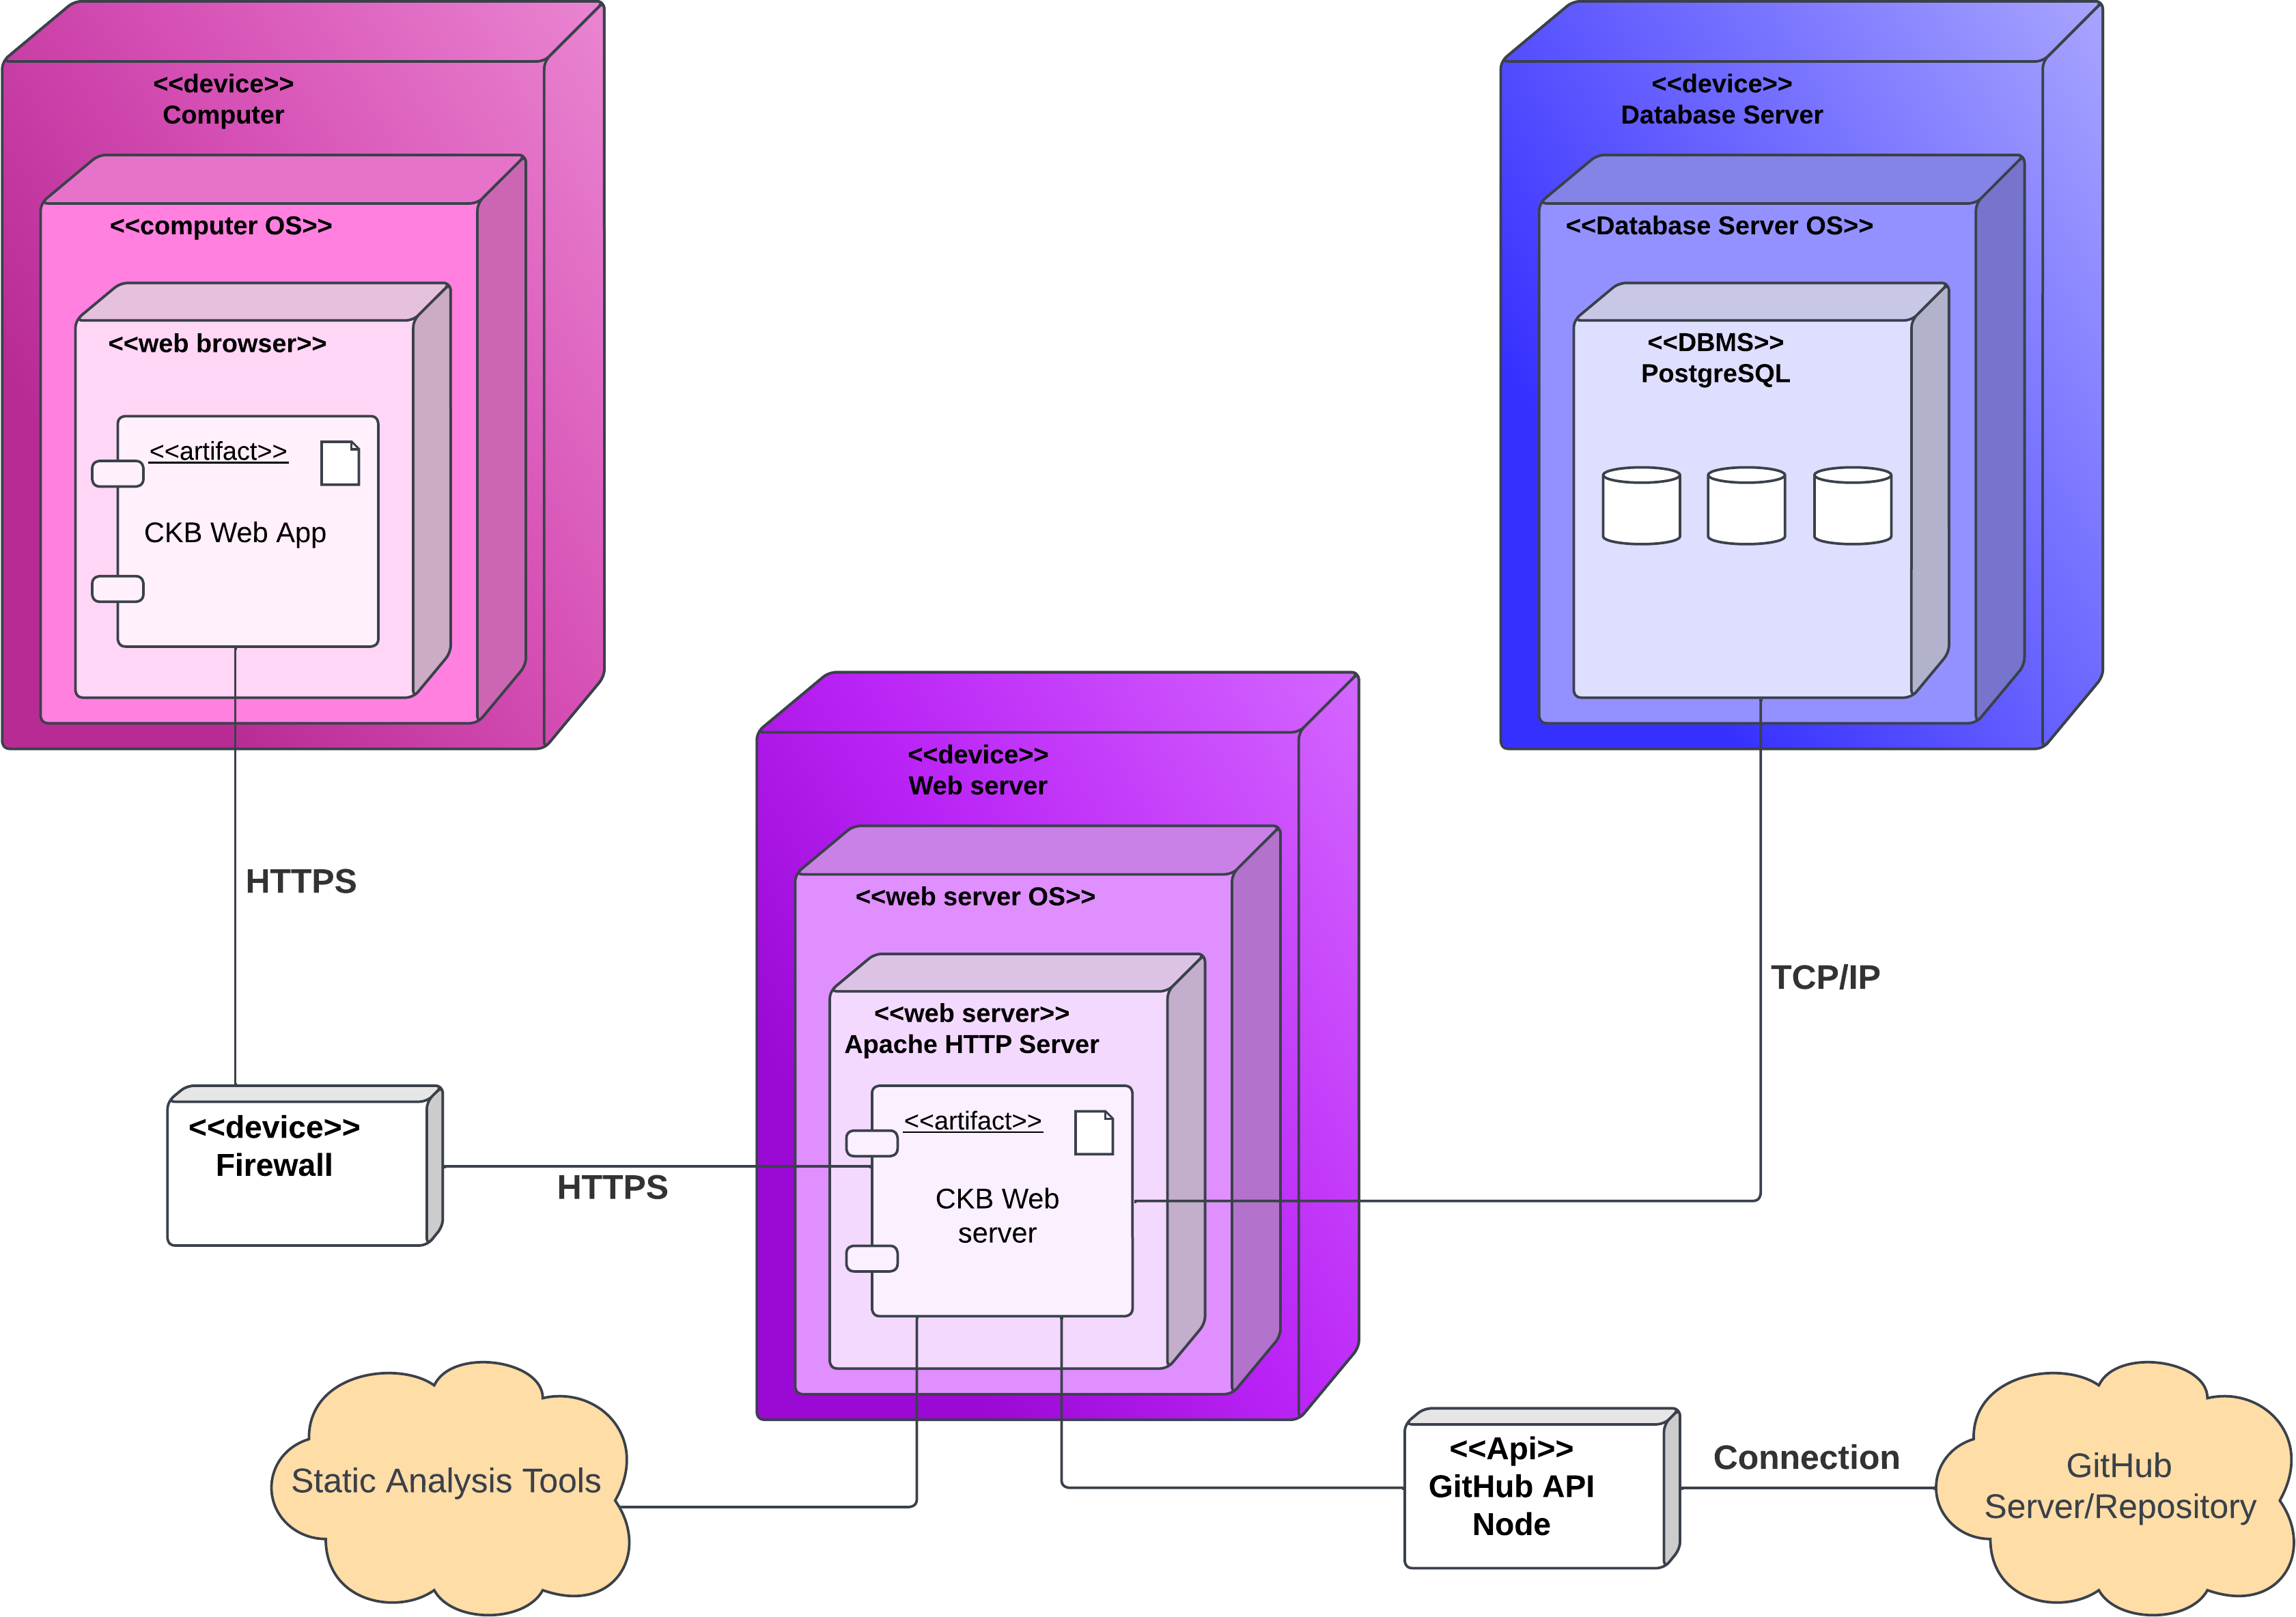 <<device>>
Computer
<<computer OS>>
<<web browser>>
<<artifact>>
CKB Web App
<<device>>
Database Server
<<Database Server OS>>
<<DBMS>>
PostgreSQL
<<device>>
Web server
<<web server OS>>
<<web server>>
Apache HTTP Server
<<artifact>>
CKB Web
server
HTTPS
TCP/IP
<<device>>
Firewall
HTTPS
Static Analysis Tools
<<Api>>
GitHub API
Node
Connection
GitHub
Server/Repository